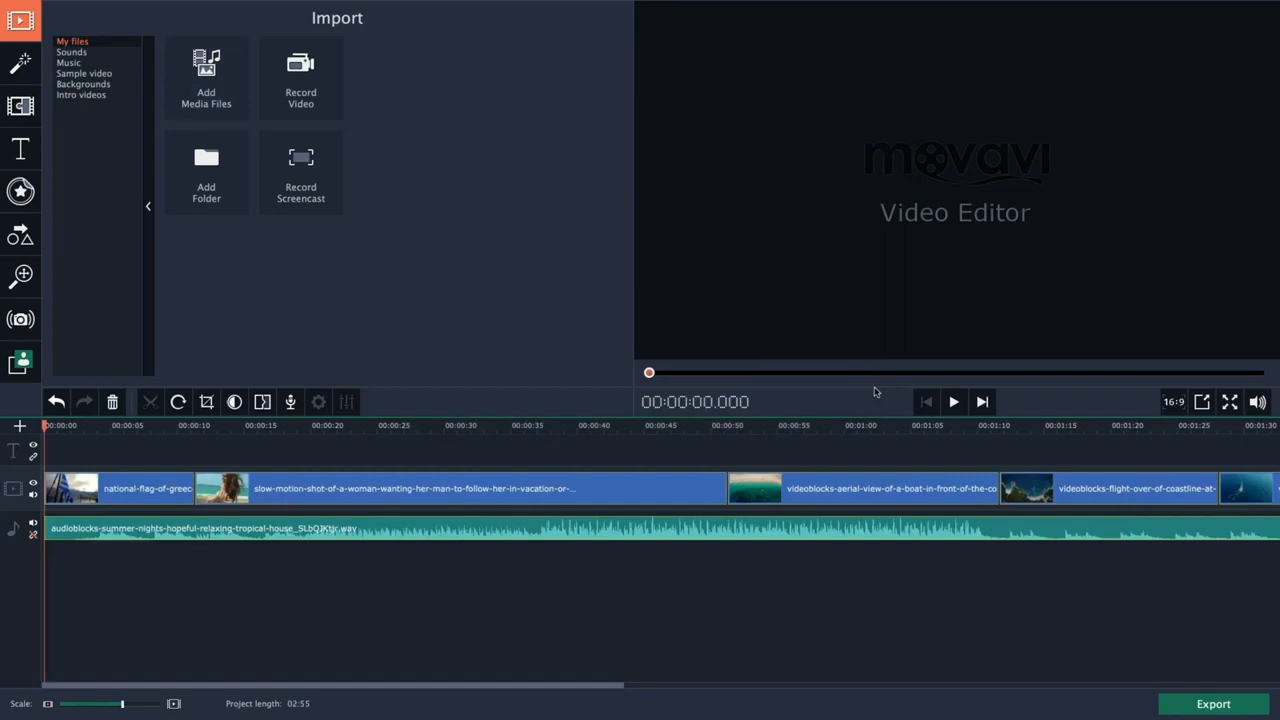 Import
My files
Sounds
Music
Sample video
Backgrounds
Intro videos
Add
Media Files
Record
Video
Add
Folder
Record
Screencast
movavi
Video Editor
00:00:00.000
16:9
00:00:00 00:00:05 00:00:10 00:00:15 00:00:20 00:00:25 00:00:30 00:00:35 00:00:40 00:00:45 00:00:50 00:00:55 00:01:00 00:01:05 00:01:10 00:01:15 00:01:20 00:01:25 00:01:30
T
national-flag-of-greec
slow-motion-shot-of-a-woman-wanting-her-man-to-follow-her-in-vacation-or-...
videoblocks-aerial-view-of-a-boat-in-front-of-the-co
videoblocks-flight-over-of-coastline-at-
audioblocks-summer-nights-hopeful-relaxing-tropical-house_SLbQJKtjr.wav
Scale:
Project length: 02:55
Export